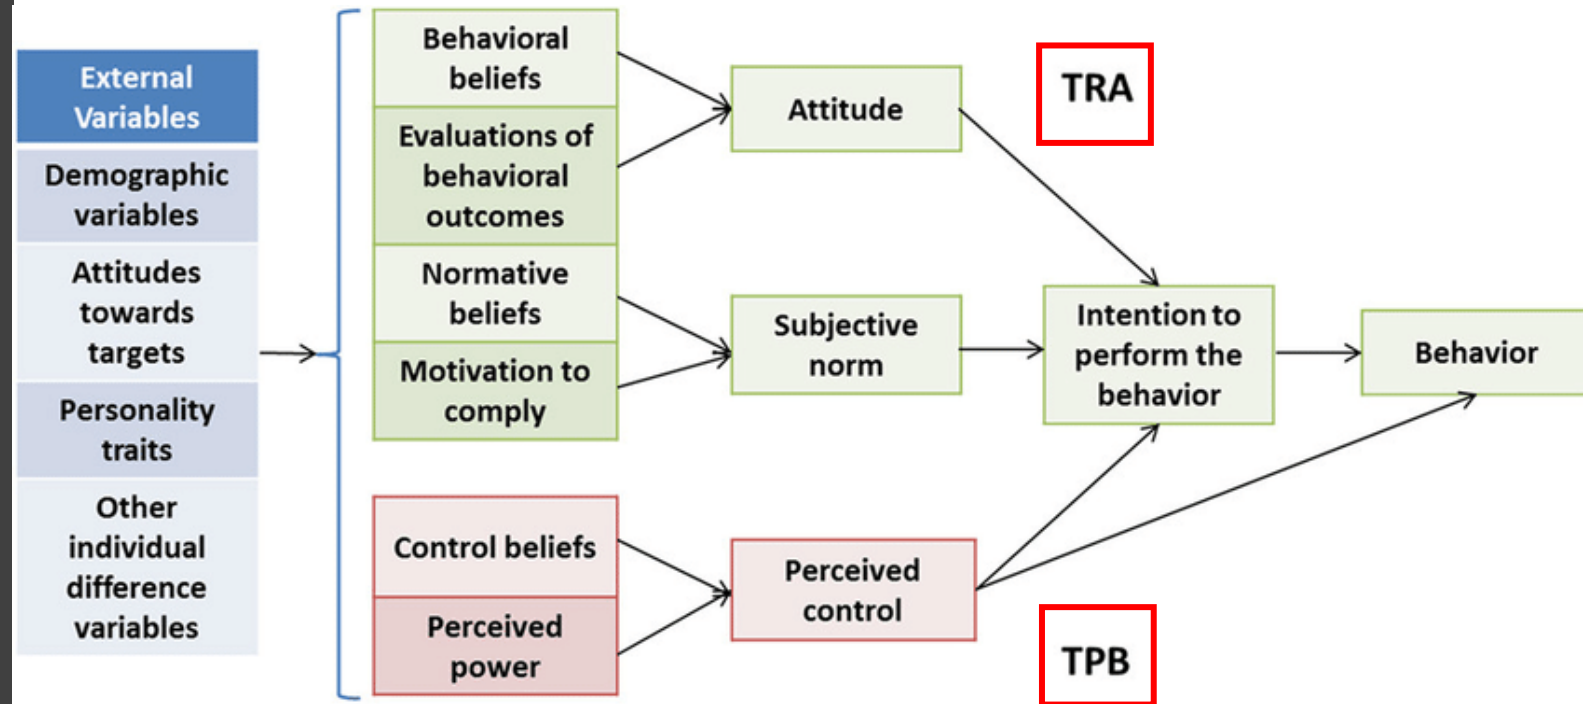 External
Variables
Demographic
variables
Attitudes
towards
targets
Personality
traits
Other
individual
difference
variables
Behavioral
beliefs
Evaluations of
behavioral
outcomes
Normative
beliefs
Motivation to
comply
Control beliefs
Perceived
power
Attitude
Subjective
norm
Perceived
control
TRA
Intention to
perform the
behavior
TPB
Behavior